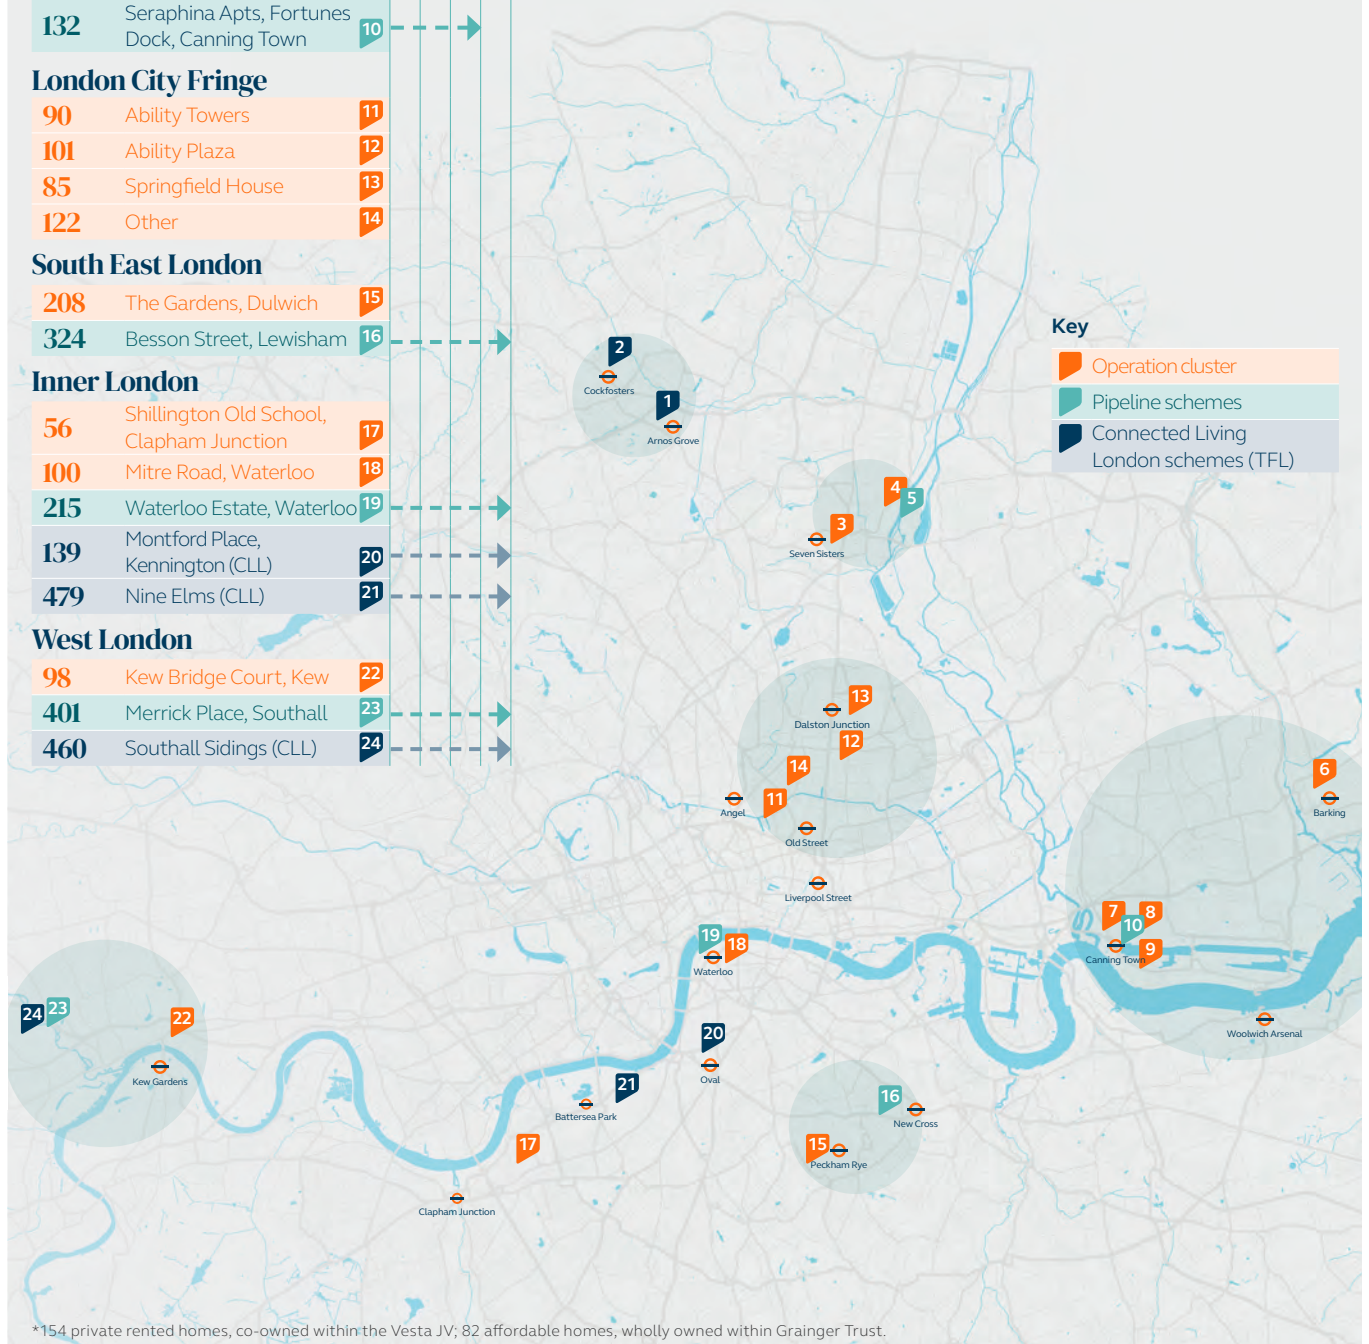 132
Seraphina Apts, Fortunes
Dock, Canning Town
10
London City Fringe
90 Ability Towers 11
101 Ability Plaza 12
85 Springfield House 13
122 Other 14
South East London
208 The Gardens, Dulwich 15
324 Besson Street, Lewisham 16
Inner London
56
Shillington Old School,
Clapham Junction
17
100 Mitre Road, Waterloo 18
215 Waterloo Estate, Waterloo 19
139
Montford Place,
Kennington (CLL)
20
479 Nine Elms (CLL) 21
West London
98 Kew Bridge Court, Kew 22
401 Merrick Place, Southall 23
460 Southall Sidings (CLL) 24
Key
Operation cluster
Pipeline schemes
Connected Living
London schemes (TFL)
2
Cockfosters
1
Arnos Grove
4
5
3
Seven Sisters
13
Dalston Junction
12
14
11
Angel
Old Street
Liverpool Street
6
Barking
7
8
10
9
Canning Town
Woolwich Arsenal
19
18
Waterloo
20
Oval
21
Battersea Park
17
Clapham Junction
16
New Cross
15
Peckham Rye
24
23
22
Kew Gardens
*154 private rented homes, co-owned within the Vesta JV; 82 affordable homes, wholly owned within Grainger Trust.